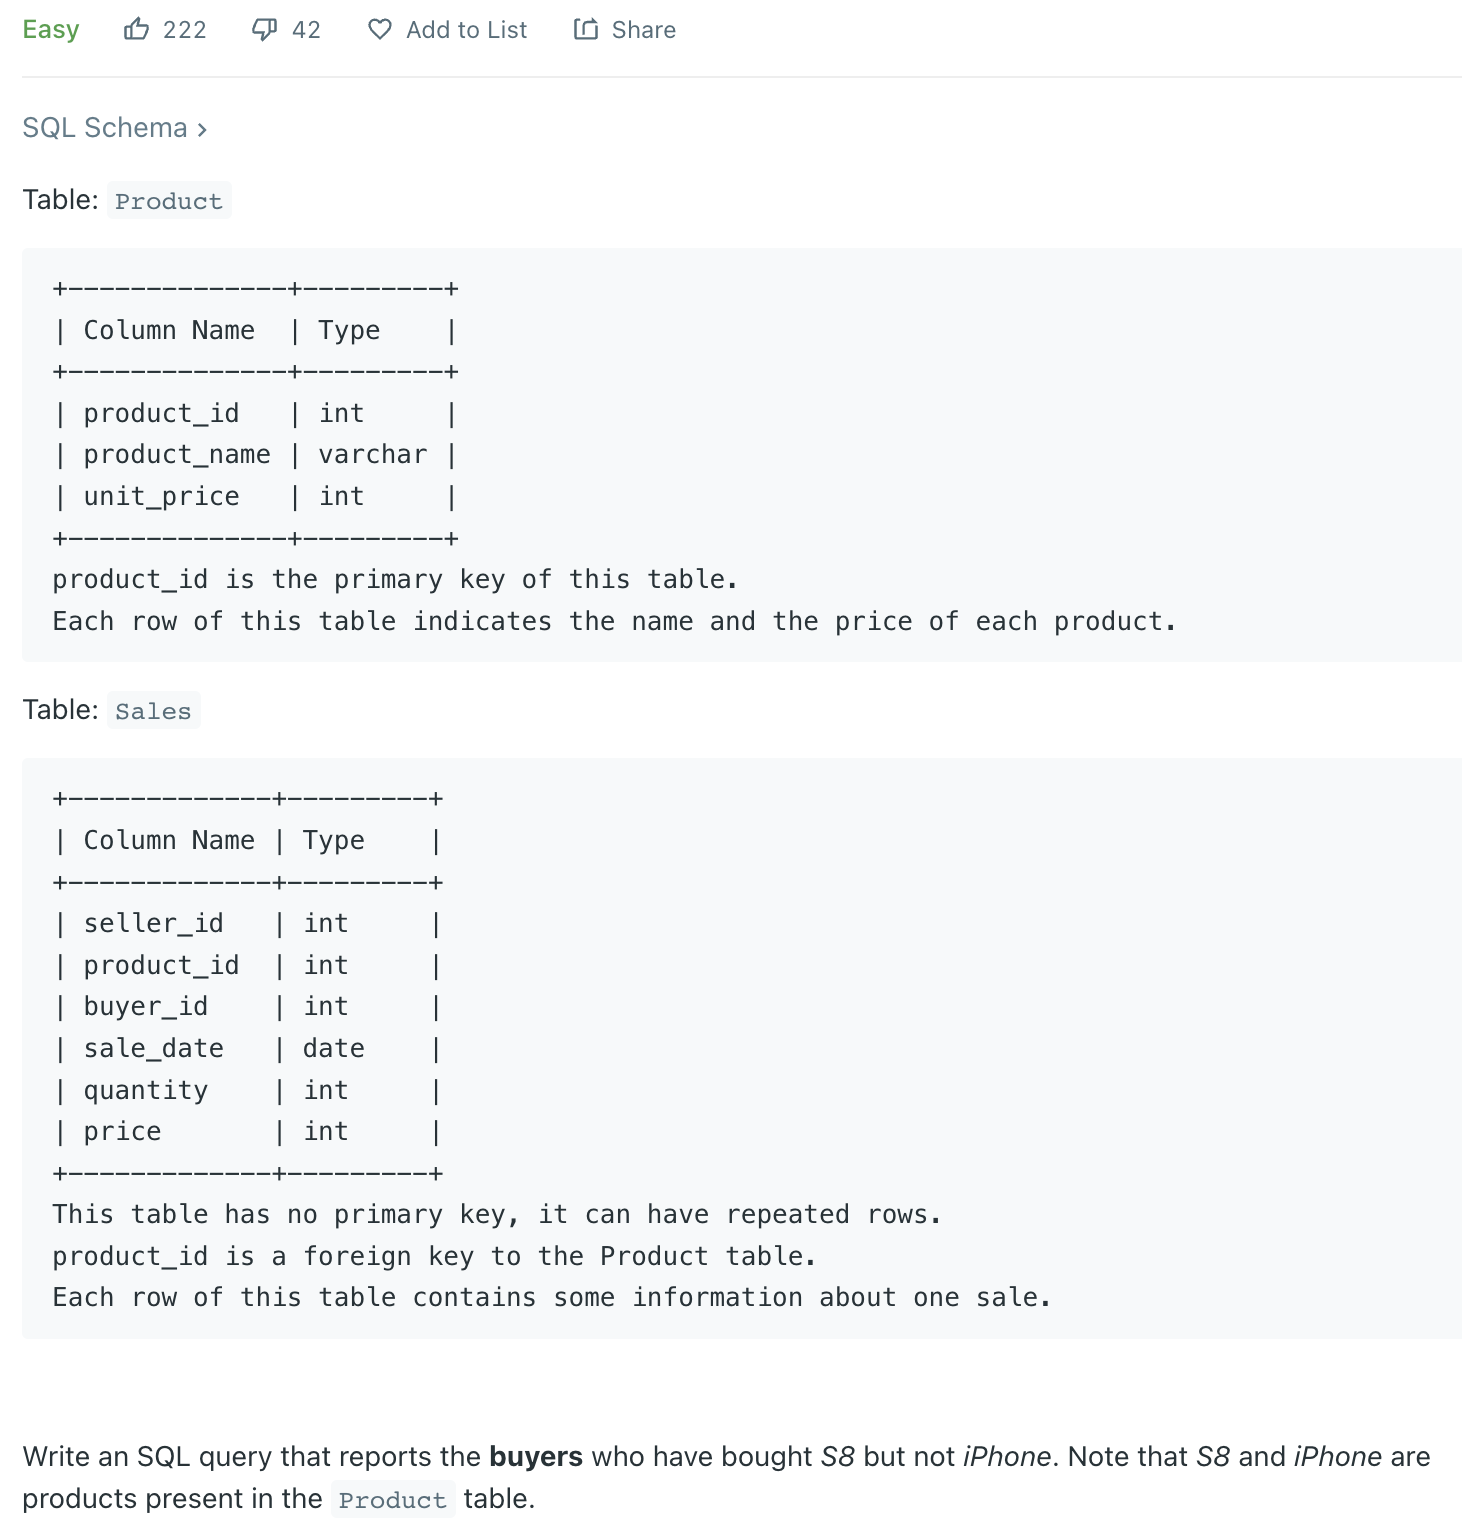 Easy 222 42 Add to List Share
SQL Schema >
Table: Product
+--------------+---------+
| Column Name  | Type    |
+--------------+---------+
| product_id   | int     |
| product_name | varchar |
| unit_price   | int     |
+--------------+---------+
product_id is the primary key of this table.
Each row of this table indicates the name and the price of each product.
Table: Sales
+-------------+---------+
| Column Name | Type    |
+-------------+---------+
| seller_id   | int     |
| product_id  | int     |
| buyer_id    | int     |
| sale_date   | date    |
| quantity    | int     |
| price       | int     |
+-------------+---------+
This table has no primary key, it can have repeated rows.
product_id is a foreign key to the Product table.
Each row of this table contains some information about one sale.
Write an SQL query that reports the buyers who have bought S8 but not iPhone. Note that S8 and iPhone are
products present in the Product table.